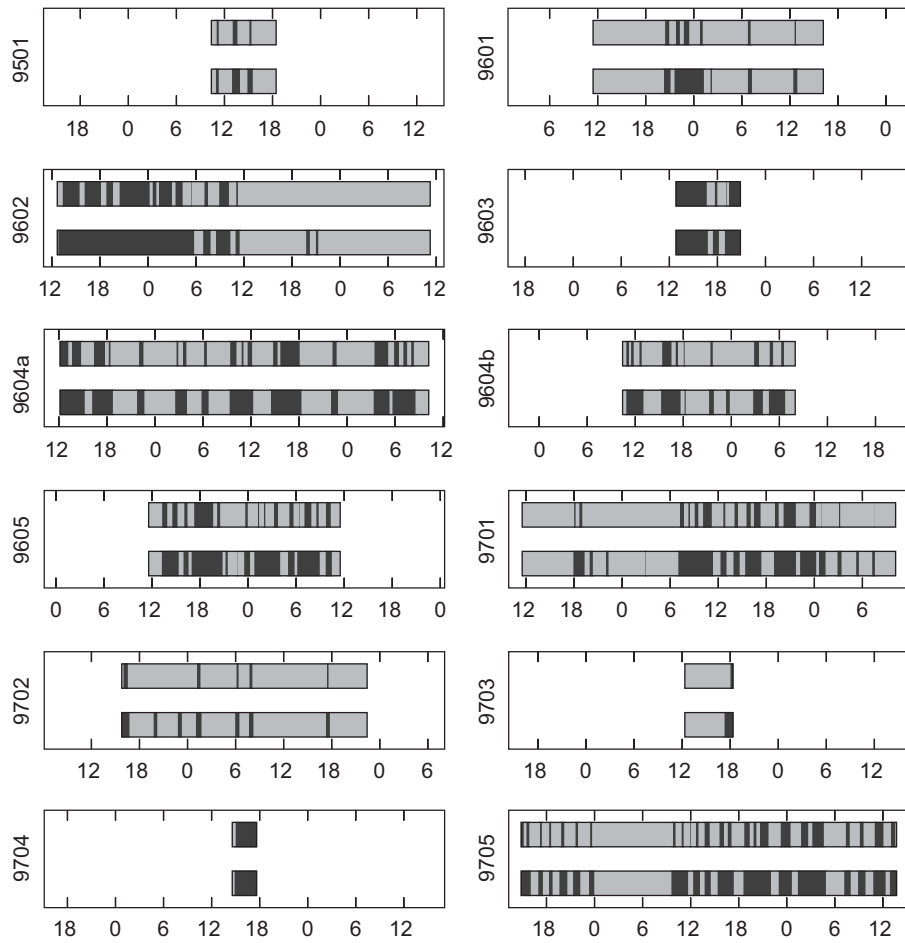 9501
18 0 6 12 18 0 6 12
9601
6 12 18 0 6 12 18 0
9602
12 18 0 6 12 18 0 6 12
9603
18 0 6 12 18 0 6 12
9604a
12 18 0 6 12 18 0 6 12
9604b
0 6 12 18 0 6 12 18
9605
0 6 12 18 0 6 12 18 0
9701
12 18 0 6 12 18 0 6
9702
12 18 0 6 12 18 0 6
9703
18 0 6 12 18 0 6 12
9704
18 0 6 12 18 0 6 12
9705
18 0 6 12 18 0 6 12